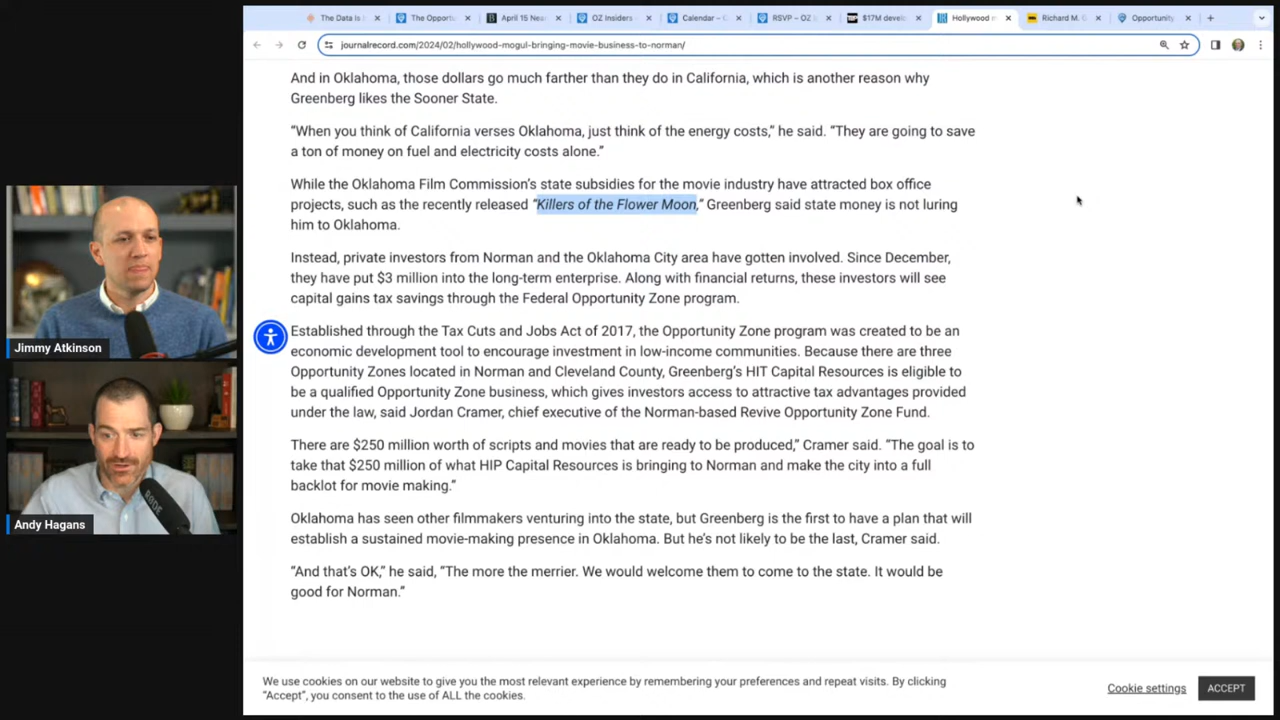 The Data is
The Opportu
April 15 Near
OZ Insiders
Calendar – C
RSVP – OZ I
$17M develo
Hollywood m
Richard M. G
Opportunity
journalrecord.com/2024/02/hollywood-mogul-bringing-movie-business-to-norman/
And in Oklahoma, those dollars go much farther than they do in California, which is another reason why
Greenberg likes the Sooner State.
“When you think of California verses Oklahoma, just think of the energy costs,” he said. “They are going to save
a ton of money on fuel and electricity costs alone.”
While the Oklahoma Film Commission’s state subsidies for the movie industry have attracted box office
projects, such as the recently released “Killers of the Flower Moon,” Greenberg said state money is not luring
him to Oklahoma.
Instead, private investors from Norman and the Oklahoma City area have gotten involved. Since December,
they have put $3 million into the long-term enterprise. Along with financial returns, these investors will see
capital gains tax savings through the Federal Opportunity Zone program.
Established through the Tax Cuts and Jobs Act of 2017, the Opportunity Zone program was created to be an
economic development tool to encourage investment in low-income communities. Because there are three
Opportunity Zones located in Norman and Cleveland County, Greenberg’s HIT Capital Resources is eligible to
be a qualified Opportunity Zone business, which gives investors access to attractive tax advantages provided
under the law, said Jordan Cramer, chief executive of the Norman-based Revive Opportunity Zone Fund.
There are $250 million worth of scripts and movies that are ready to be produced,” Cramer said. “The goal is to
take that $250 million of what HIP Capital Resources is bringing to Norman and make the city into a full
backlot for movie making.”
Oklahoma has seen other filmmakers venturing into the state, but Greenberg is the first to have a plan that will
establish a sustained movie-making presence in Oklahoma. But he’s not likely to be the last, Cramer said.
“And that’s OK,” he said, “The more the merrier. We would welcome them to come to the state. It would be
good for Norman.”
We use cookies on our website to give you the most relevant experience by remembering your preferences and repeat visits. By clicking
“Accept”, you consent to the use of ALL the cookies.
Cookie settings
ACCEPT
Jimmy Atkinson
Andy Hagans
RODE